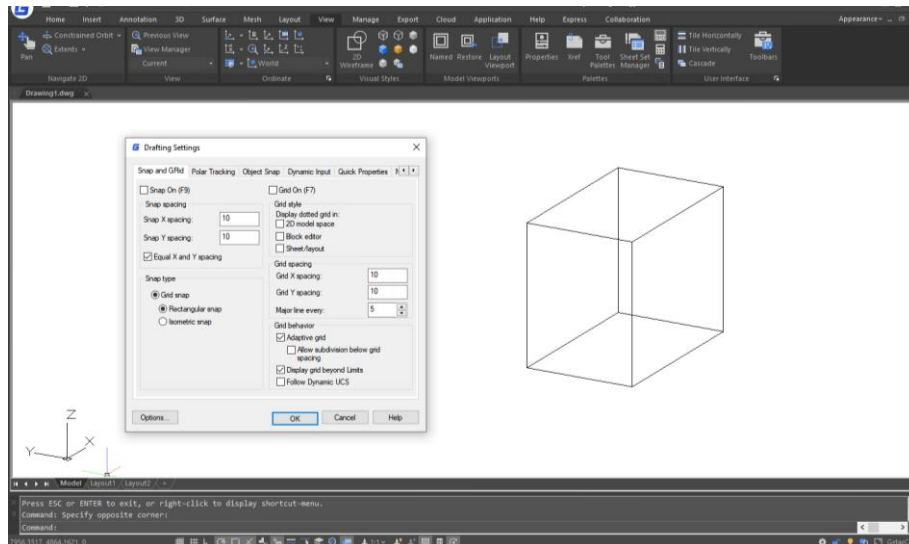 Home Insert Annotation 3D Surface Mesh Layout View Manage Export Cloud Application Help Express Collaboration Appearance
Constrained Orbit Previous View
Pan Extents View Manager
Current World
2D Wireframe Named Restore Layout Viewport Properties Xref Tool Palettes Sheet Set Manager Tile Horizontally
Tile Vertically
Cascade Toolbars
Navigate 2D View Ordinate Visual Styles Model Viewports Palettes User Interface
Drawing1.dwg
Drafting Settings
Snap and GRid Polar Tracking Object Snap Dynamic Input Quick Properties
Snap On (F9) Grid On (F7)
Snap spacing Grid style
Snap X spacing: 10 Display dotted grid in:
2D model space
Snap Y spacing: 10 Block editor
Sheet/layout
Equal X and Y spacing
Grid spacing
Snap type Grid X spacing: 10
Grid snap Grid Y spacing: 10
Rectangular snap Major line every: 5
Isometric snap Grid behavior
Adaptive grid
Allow subdivision below grid spacing
Display grid beyond Limits
Follow Dynamic UCS
Options... OK Cancel Help
Z
Y X
Model Layout1 Layout2 +
Press ESC or ENTER to exit, or right-click to display shortcut-menu.
Command: Specify opposite corner:
Command: